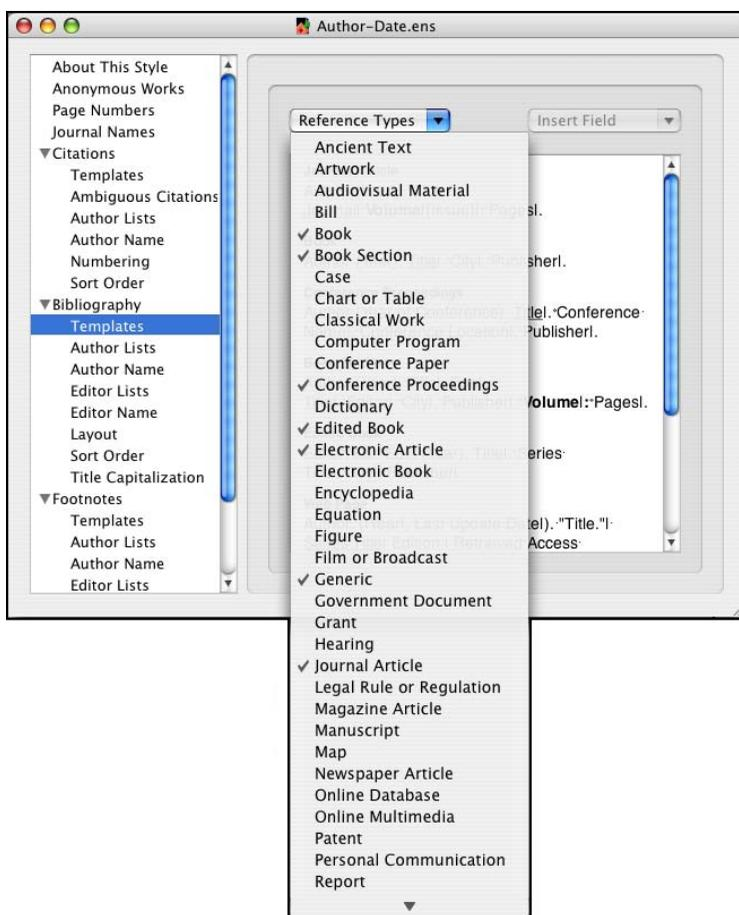 Author-Date.ens
About This Style
Anonymous Works
Page Numbers
Journal Names
Citations
Templates
Ambiguous Citations
Author Lists
Author Name
Numbering
Sort Order
Bibliography
Templates
Author Lists
Author Name
Editor Lists
Editor Name
Layout
Sort Order
Title Capitalization
Footnotes
Templates
Author Lists
Author Name
Editor Lists
Reference Types
Insert Field
Ancient Text
Artwork
Audiovisual Material
Bill
Book
Book Section
Case
Chart or Table
Classical Work
Computer Program
Conference Paper
Conference Proceedings
Dictionary
Edited Book
Electronic Article
Electronic Book
Encyclopedia
Equation
Figure
Film or Broadcast
Generic
Government Document
Grant
Hearing
Journal Article
Legal Rule or Regulation
Magazine Article
Manuscript
Map
Newspaper Article
Online Database
Online Multimedia
Patent
Personal Communication
Report
Conference
Publisher|.
Volume|: Pages|.
Access